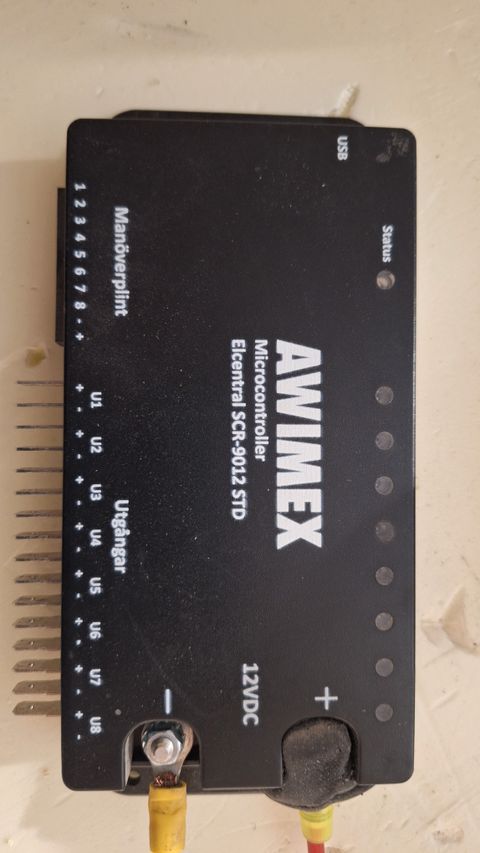 USB
Status
AWIMEX
Microcontroller
Elcentral SCR-9012 STD
12VDC
+
-
Manöverplint
1 2 3 4 5 6 7 8 - +
Utgångar
U1 U2 U3 U4 U5 U6 U7 U8
+ - + - + - + - + - + - + - + -